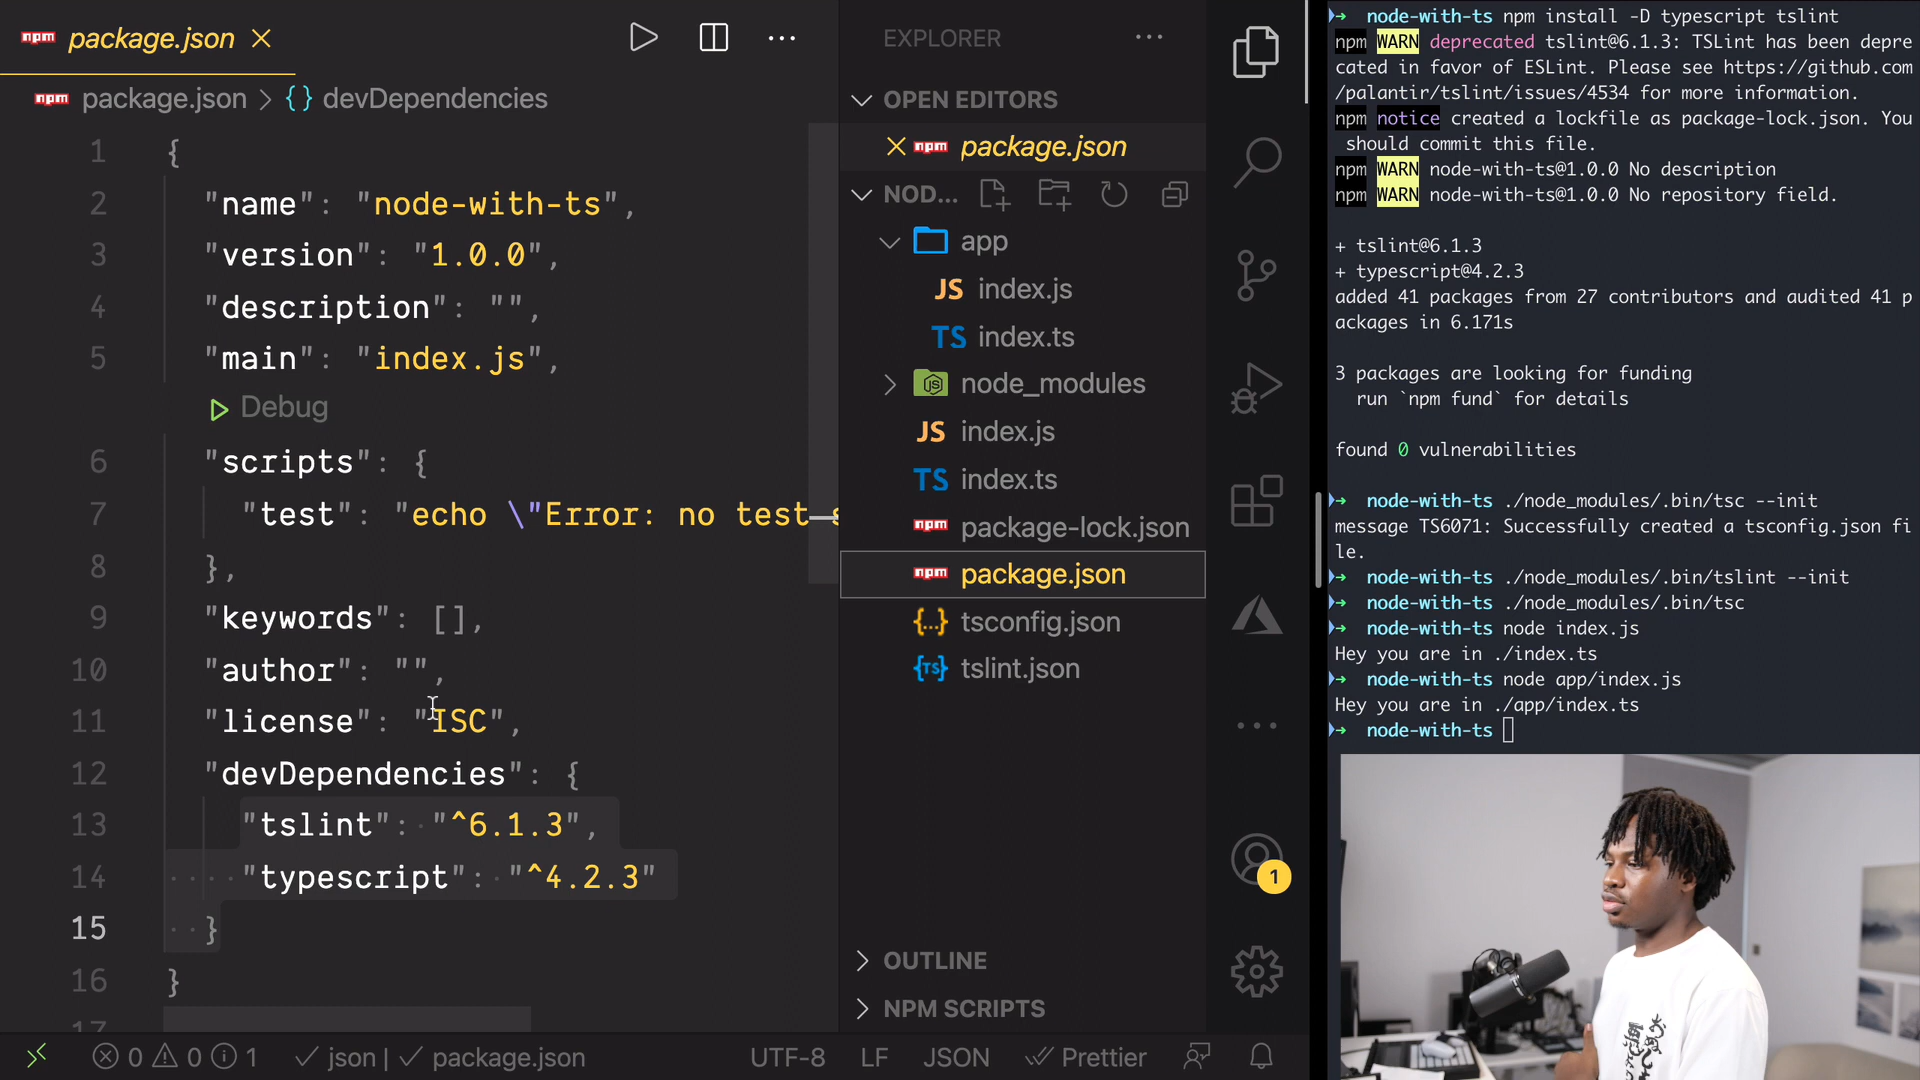 npm package.json
npm package.json > {} devDependencies
1 {
2 "name": "node-with-ts",
3 "version": "1.0.0",
4 "description": "",
5 "main": "index.js",
Debug
6 "scripts": {
7 "test": "echo \"Error: no test
8 },
9 "keywords": [],
10 "author": "",
11 "license": "ISC",
12 "devDependencies": {
13 "tslint": "^6.1.3",
14 "typescript": "^4.2.3"
15 }
16 }
17
0 0 1 json | package.json UTF-8 LF JSON Prettier
EXPLORER
OPEN EDITORS
npm package.json
NOD...
app
JS index.js
TS index.ts
node_modules
JS index.js
TS index.ts
npm package-lock.json
npm package.json
{...} tsconfig.json
{TS} tslint.json
OUTLINE
NPM SCRIPTS
1
node-with-ts npm install -D typescript tslint
npm WARN deprecated tslint@6.1.3: TSLint has been depre
cated in favor of ESLint. Please see https://github.com
/palantir/tslint/issues/4534 for more information.
npm notice created a lockfile as package-lock.json. You
should commit this file.
npm WARN node-with-ts@1.0.0 No description
npm WARN node-with-ts@1.0.0 No repository field.
+ tslint@6.1.3
+ typescript@4.2.3
added 41 packages from 27 contributors and audited 41 p
ackages in 6.171s
3 packages are looking for funding
run `npm fund` for details
found 0 vulnerabilities
node-with-ts ./node_modules/.bin/tsc --init
message TS6071: Successfully created a tsconfig.json fi
le.
node-with-ts ./node_modules/.bin/tslint --init
node-with-ts ./node_modules/.bin/tsc
node-with-ts node index.js
Hey you are in ./index.ts
node-with-ts node app/index.js
Hey you are in ./app/index.ts
node-with-ts